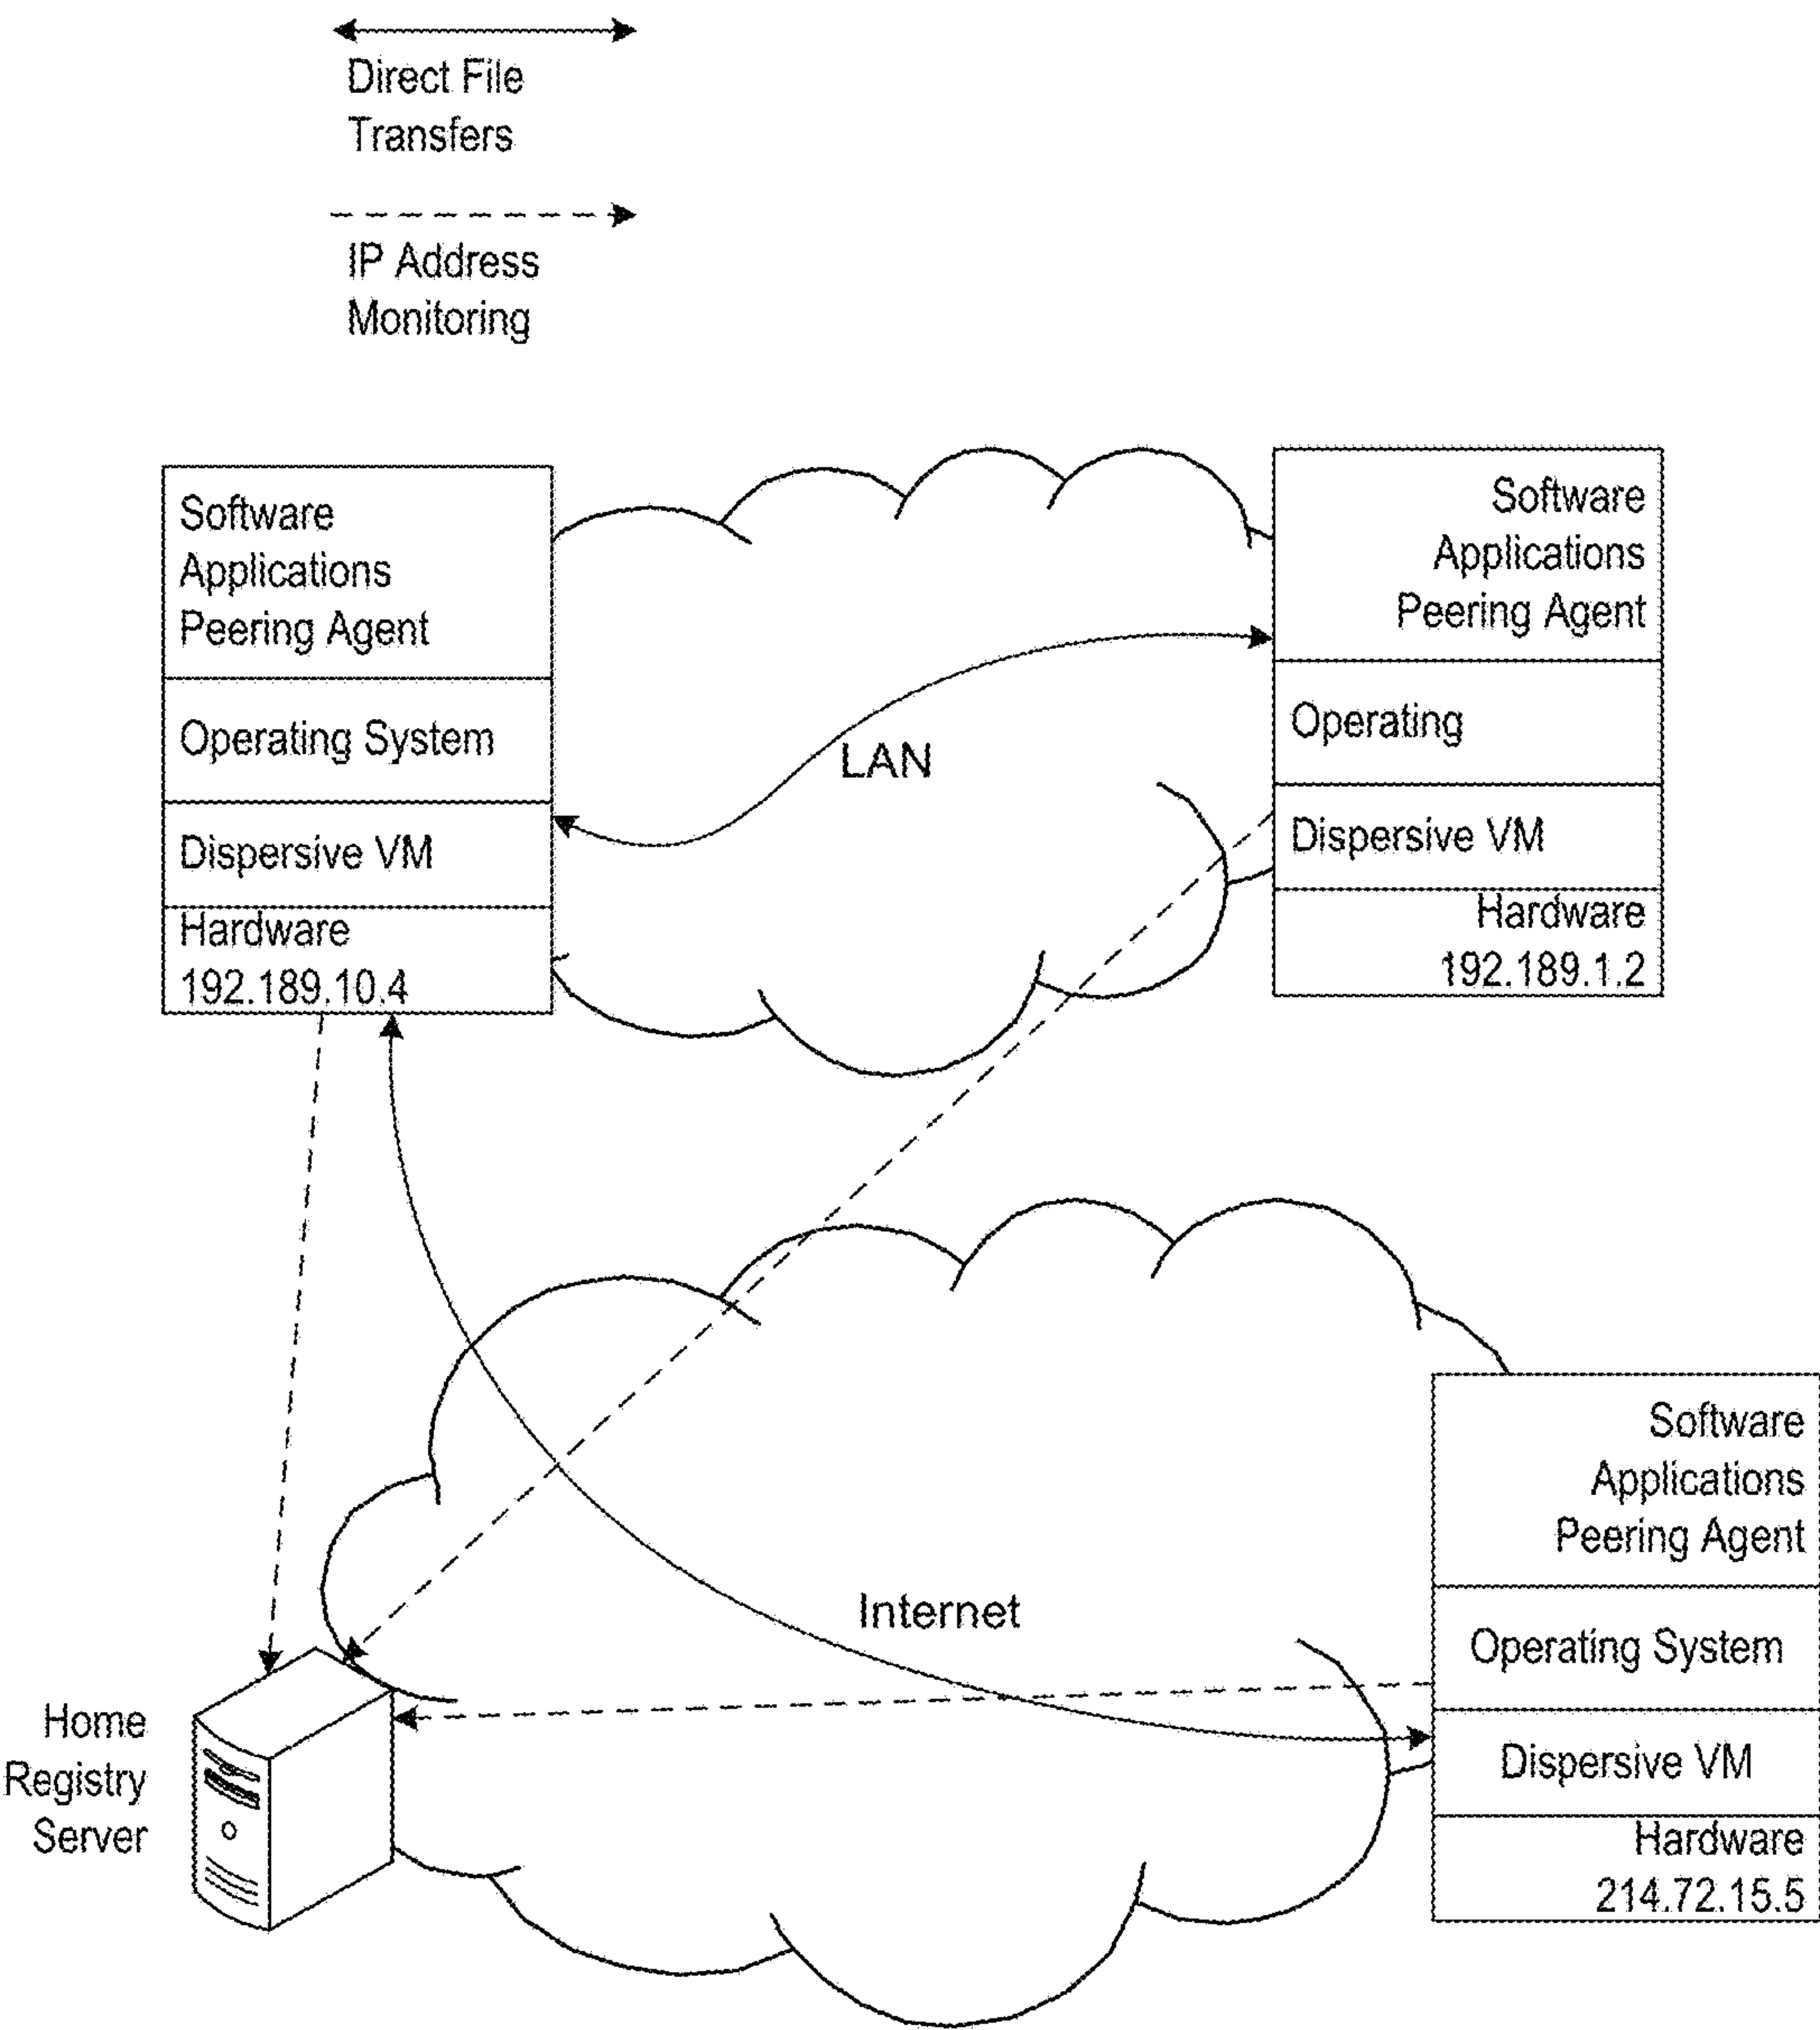 Direct File
Transfers
IP Address
Monitoring
Software
Applications
Peering Agent
Operating System
Dispersive VM
Hardware
192.189.10.4
LAN
Software
Applications
Peering Agent
Operating
Dispersive VM
Hardware
192.189.1.2
Internet
Software
Applications
Peering Agent
Operating System
Dispersive VM
Hardware
214.72.15.5
Home
Registry
Server